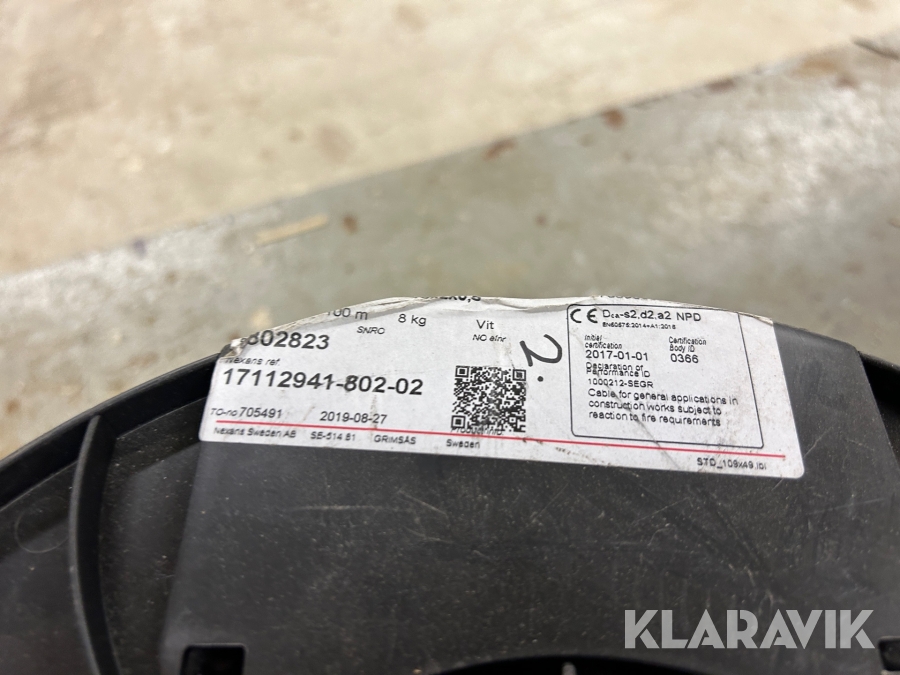 100 m 8 kg Vit
SNRO NO elnr
802823
Nexans ref
17112941-802-02
TO-no 705491 2019-08-27
Nexans Sweden AB SE-514 81 GRIMSÅS Sweden
2.
CE Dca-s2,d2,a2 NPD
EN50575:2014+A1:2016
Initial certification Certification Body ID
2017-01-01 0366
Declaration of
Performance ID
1000212-SEGR
Cable for general applications in
construction works subject to
reaction to fire requirements
STD_109x49.lbl
KLARAVIK